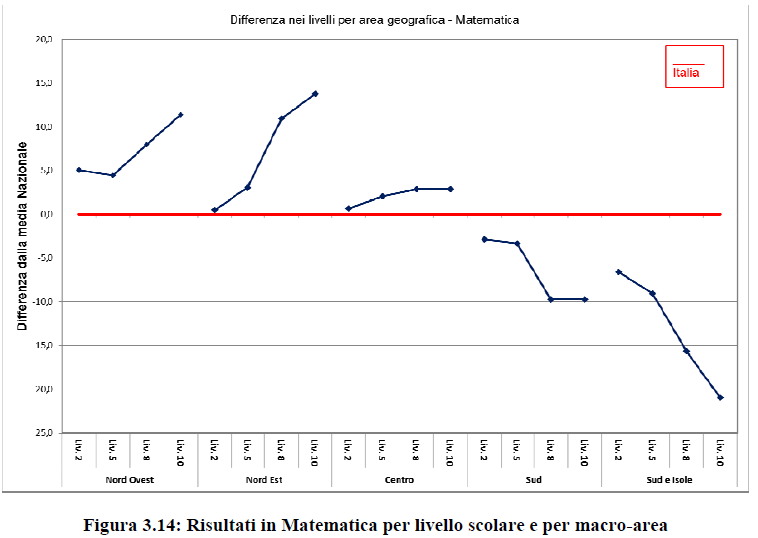 Differenza nei livelli per area geografica - Matematica
Differenza dalla media Nazionale
20,0
15,0
10,0
5,0
0,0
-5,0
-10,0
15,0
20,0
25,0
Italia
Liv. 2 Liv. 5 Liv. 8 Liv. 10 Liv. 2 Liv. 5 Liv. 8 Liv. 10 Liv. 2 Liv. 5 Liv. 8 Liv. 10 Liv. 2 Liv. 5 Liv. 8 Liv. 10 Liv. 2 Liv. 5 Liv. 8 Liv. 10
Nord Ovest Nord Est Centro Sud Sud e Isole
Figura 3.14: Risultati in Matematica per livello scolare e per macro-area